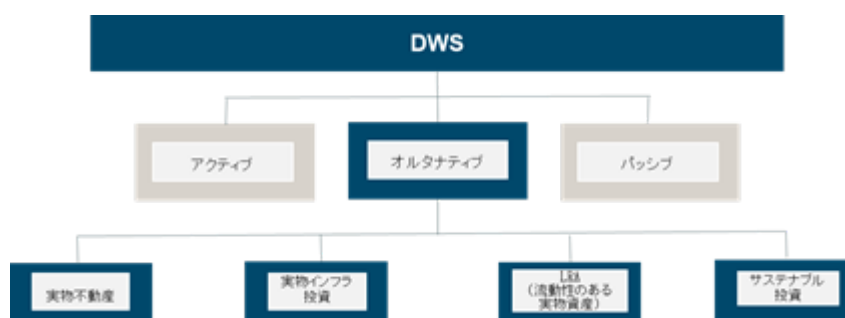 DWS
アクティブ
オルタナティブ
パッシブ
実物不動産
実物インフラ
投資
LRA
(流動性のある
実物資産)
サステナブル
投資